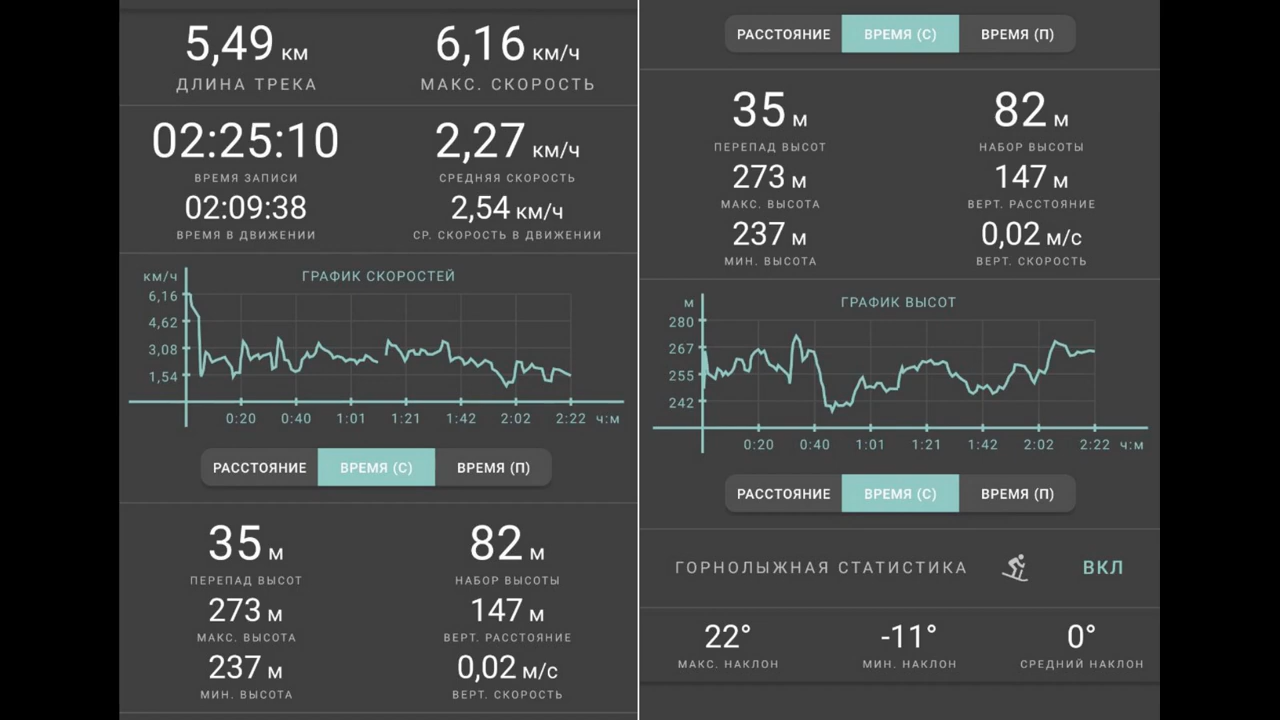 5,49 км 6,16 км/ч
ДЛИНА ТРЕКА МАКС. СКОРОСТЬ
02:25:10 2,27 км/ч
ВРЕМЯ ЗАПИСИ СРЕДНЯЯ СКОРОСТЬ
02:09:38 2,54 км/ч
ВРЕМЯ В ДВИЖЕНИИ СР. СКОРОСТЬ В ДВИЖЕНИИ
км/ч ГРАФИК СКОРОСТЕЙ
6,16
4,62
3,08
1,54
0:20 0:40 1:01 1:21 1:42 2:02 2:22 ч:м
РАССТОЯНИЕ ВРЕМЯ (С) ВРЕМЯ (П)
35 м 82 м
ПЕРЕПАД ВЫСОТ НАБОР ВЫСОТЫ
273 м 147 м
МАКС. ВЫСОТА ВЕРТ. РАССТОЯНИЕ
237 м 0,02 м/с
МИН. ВЫСОТА ВЕРТ. СКОРОСТЬ
РАССТОЯНИЕ ВРЕМЯ (С) ВРЕМЯ (П)
35 м 82 м
ПЕРЕПАД ВЫСОТ НАБОР ВЫСОТЫ
273 м 147 м
МАКС. ВЫСОТА ВЕРТ. РАССТОЯНИЕ
237 м 0,02 м/с
МИН. ВЫСОТА ВЕРТ. СКОРОСТЬ
м ГРАФИК ВЫСОТ
280
267
255
242
0:20 0:40 1:01 1:21 1:42 2:02 2:22 ч:м
РАССТОЯНИЕ ВРЕМЯ (С) ВРЕМЯ (П)
ГОРНОЛЫЖНАЯ СТАТИСТИКА ВКЛ
22° -11° 0°
МАКС. НАКЛОН МИН. НАКЛОН СРЕДНИЙ НАКЛОН